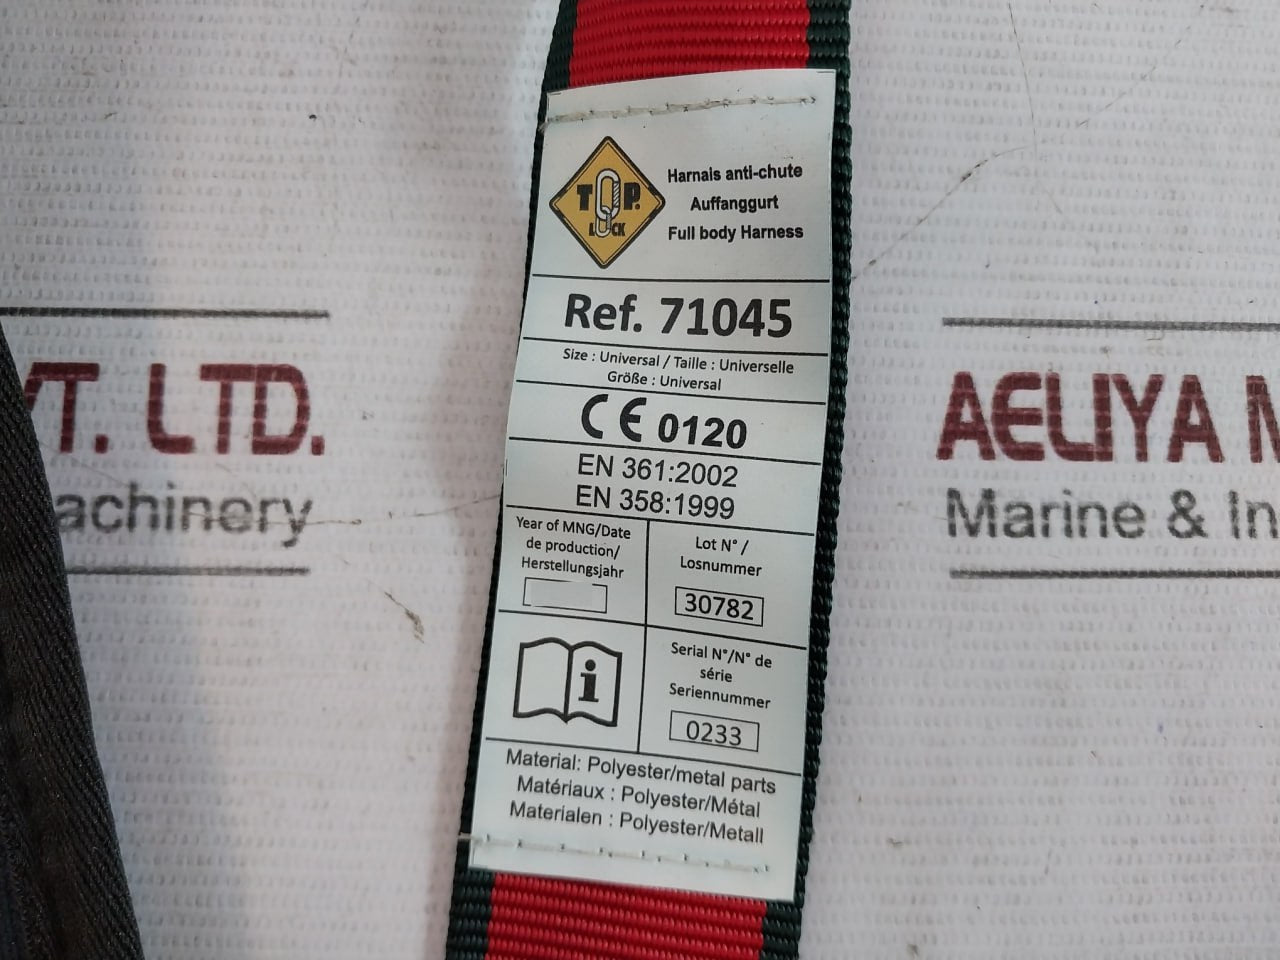 TOP.
LOCK
Harnais anti-chute
Auffanggurt
Full body Harness
Ref. 71045
Size : Universal / Taille : Universelle
Größe : Universal
CE 0120
EN 361:2002
EN 358:1999
Year of MNG/Date
de production/
Herstellungsjahr
Lot N° /
Losnummer
30782
i
Serial N°/N° de
série
Seriennummer
0233
Material: Polyester/metal parts
Matériaux : Polyester/Métal
Materialen : Polyester/Metall
VT. LTD.
achinery
AELIYA M
Marine & In